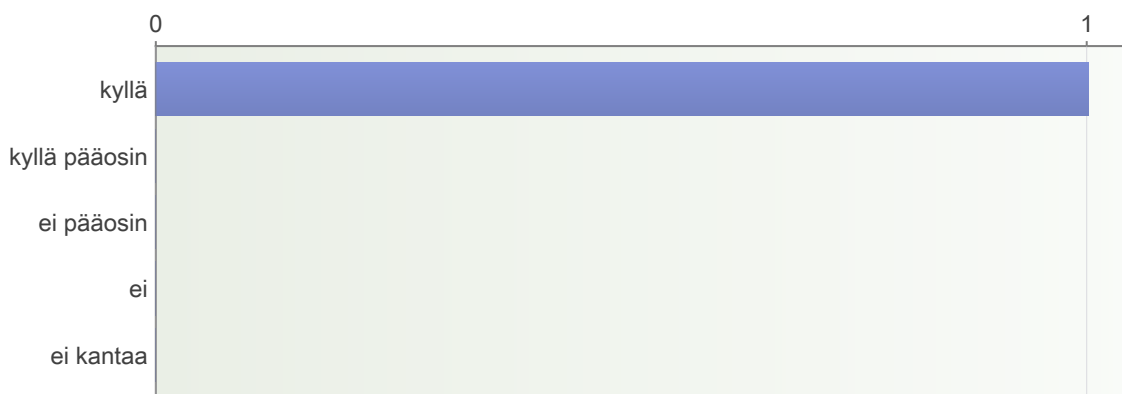 0 1
kyllä
kyllä pääosin
ei pääosin
ei
ei kantaa